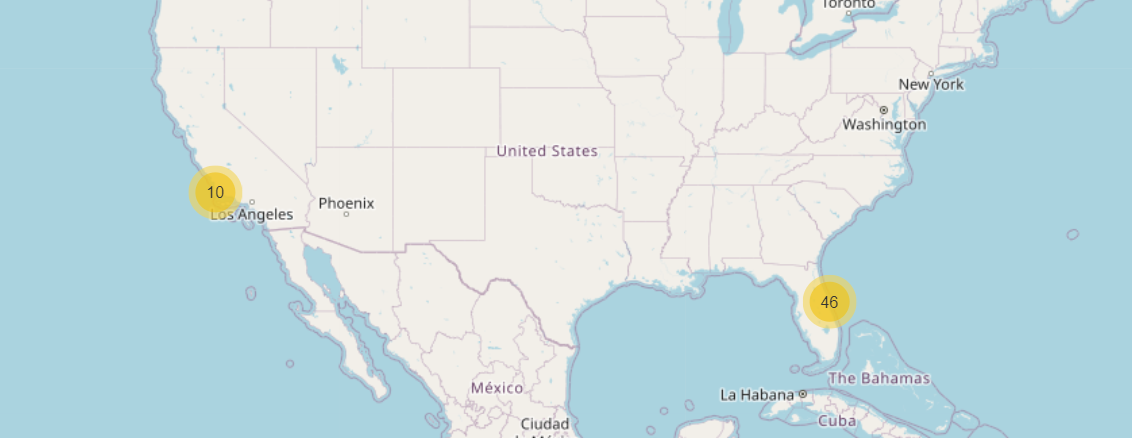 Toronto
New York
Washington
United States
10
Los Angeles
Phoenix
46
The Bahamas
México
La Habana
Cuba
Ciudad